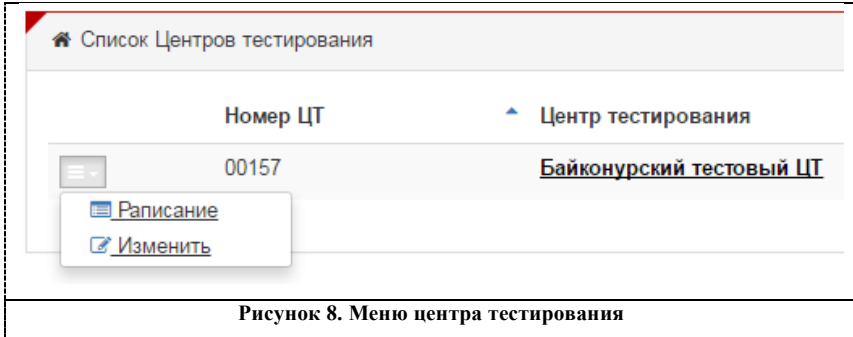 Список Центров тестирования
Номер ЦТ Центр тестирования
00157 Байконурский тестовый ЦТ
Раписание
Изменить
Рисунок 8. Меню центра тестирования